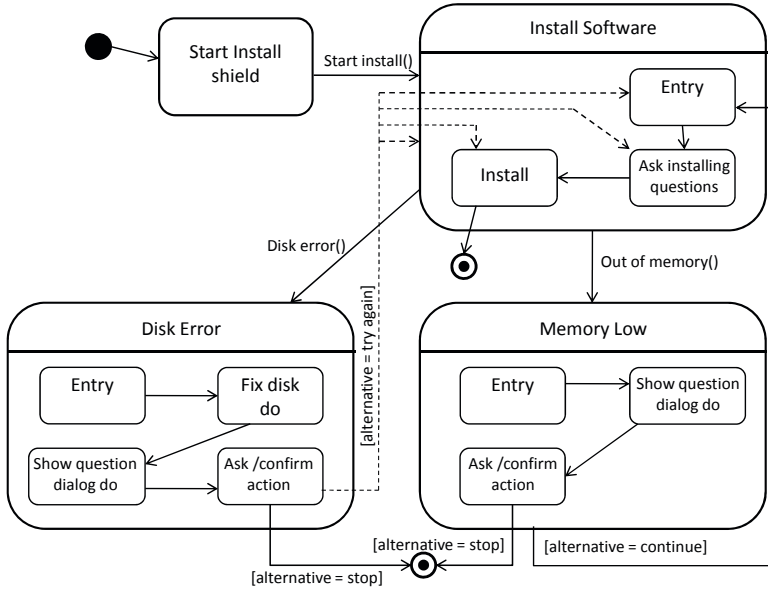 Install Software
Start Install
shield
Start install()
Entry
Ask installing
questions
Install
Disk error()
Out of memory()
[alternative = try again]
Disk Error
Memory Low
Entry
Fix disk
do
Entry
Show question
dialog do
Show question
dialog do
Ask /confirm
action
Ask /confirm
action
[alternative = stop]
[alternative = continue]
[alternative = stop]